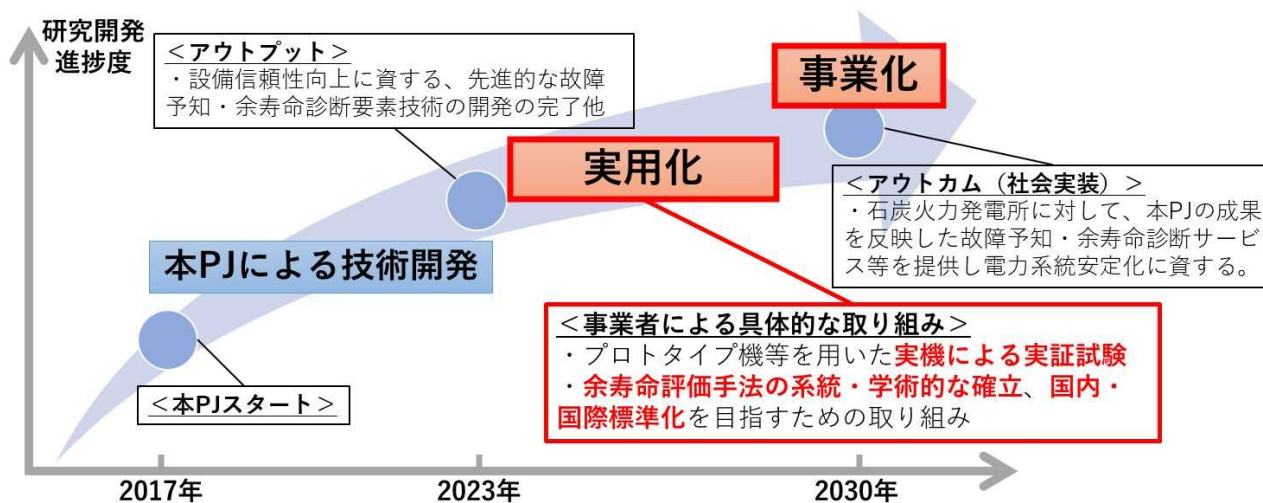 研究開発
進捗度
＜アウトプット＞
・設備信頼性向上に資する、先進的な故障
予知・余寿命診断要素技術の開発の完了他
事業化
実用化
＜アウトカム（社会実装）＞
・石炭火力発電所に対して、本PJの成果
を反映した故障予知・余寿命診断サービ
ス等を提供し電力系統安定化に資する。
本PJによる技術開発
＜事業者による具体的な取り組み＞
・プロトタイプ機等を用いた実機による実証試験
・余寿命評価手法の系統・学術的な確立、国内・
国際標準化を目指すための取り組み
＜本PJスタート＞
2017年
2023年
2030年